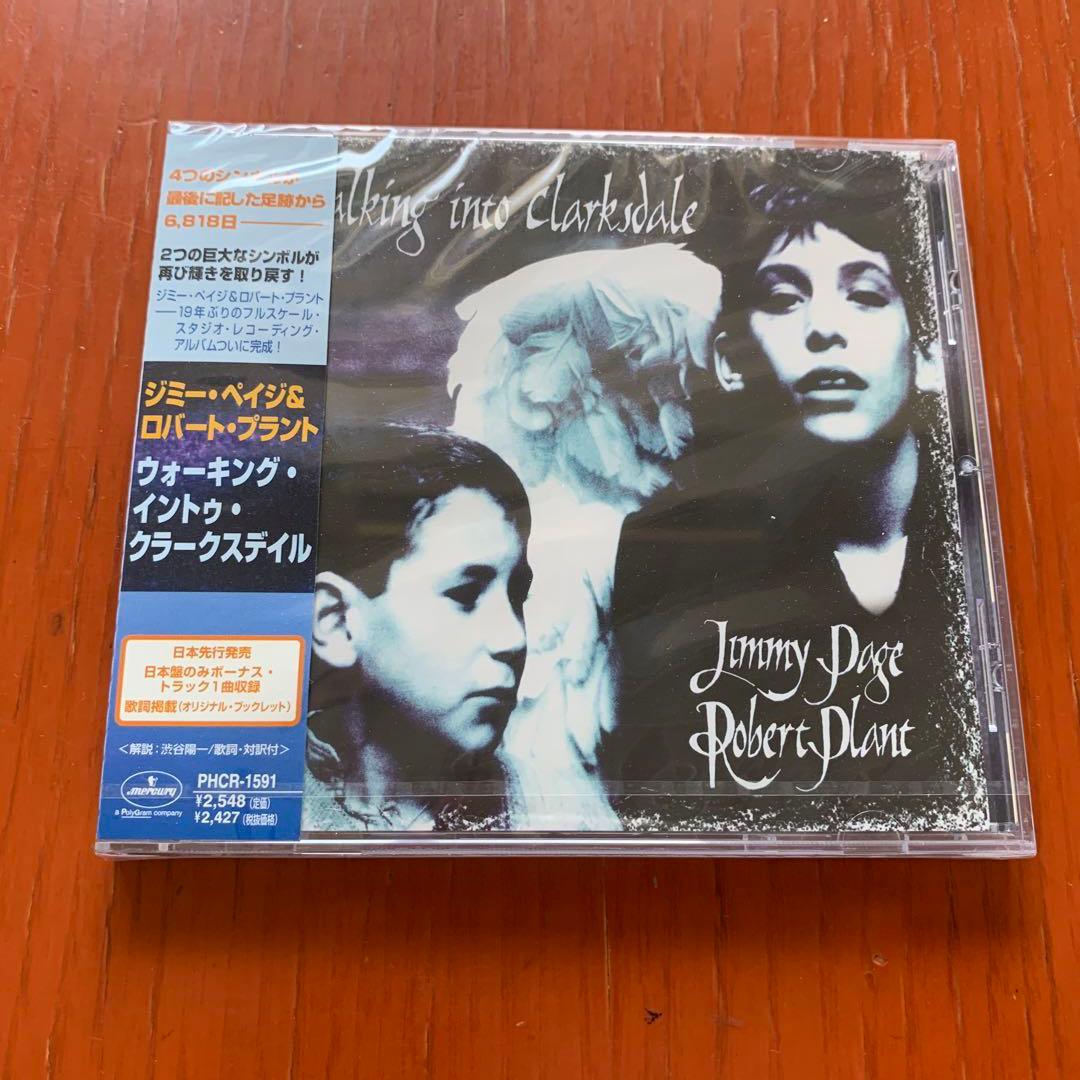 4つのシンボルが
最後に記した足跡から
6,818日
2つの巨大なシンボルが
再び輝きを取り戻す！
ジミー・ペイジ&ロバート・プラント
——19年ぶりのフルスケール・
スタジオ・レコーディング・
アルバムついに完成！
ジミー・ペイジ&
ロバート・プラント
ウォーキング・
イントゥ・
クラークスデイル
日本先行発売
日本盤のみボーナス・
トラック1曲収録
歌詞掲載(オリジナル・ブックレット)
<解説：渋谷陽一/歌詞・対訳付>
mercury
a PolyGram company
PHCR-1591
¥2,548(定価)
¥2,427(税抜価格)
alking into Clarksdale
Jimmy Page
Robert Plant